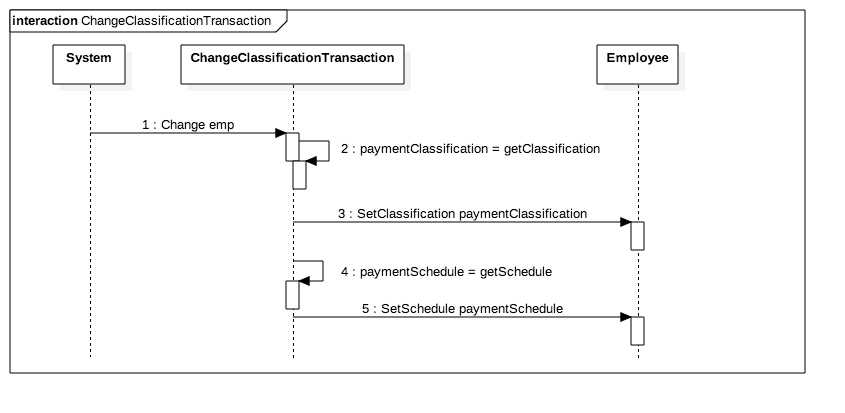 interaction ChangeClassificationTransaction
System
ChangeClassificationTransaction
Employee
1 : Change emp
2 : paymentClassification = getClassification
3 : SetClassification paymentClassification
4 : paymentSchedule = getSchedule
5 : SetSchedule paymentSchedule